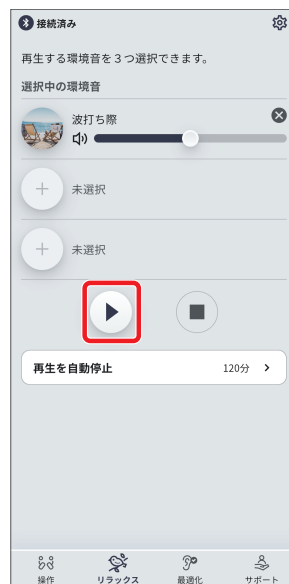 接続済み
再生する環境音を3つ選択できます。
選択中の環境音
波打ち際
未選択
未選択
再生を自動停止 120分
操作 リラックス 最適化 サポート